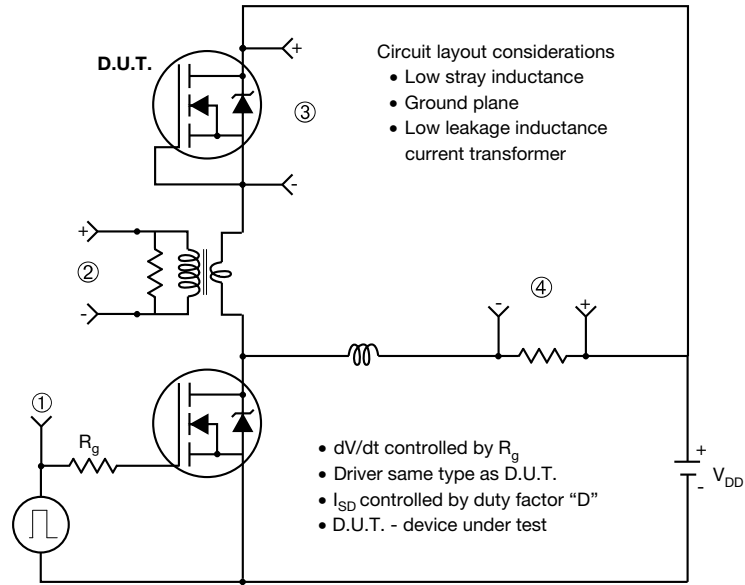 D.U.T.
+
Circuit layout considerations
• Low stray inductance
• Ground plane
• Low leakage inductance
current transformer
③
-
+
②
-
④
- +
①
R_g
• dV/dt controlled by R_g
• Driver same type as D.U.T.
• I_SD controlled by duty factor “D”
• D.U.T. - device under test
+
V_DD
-